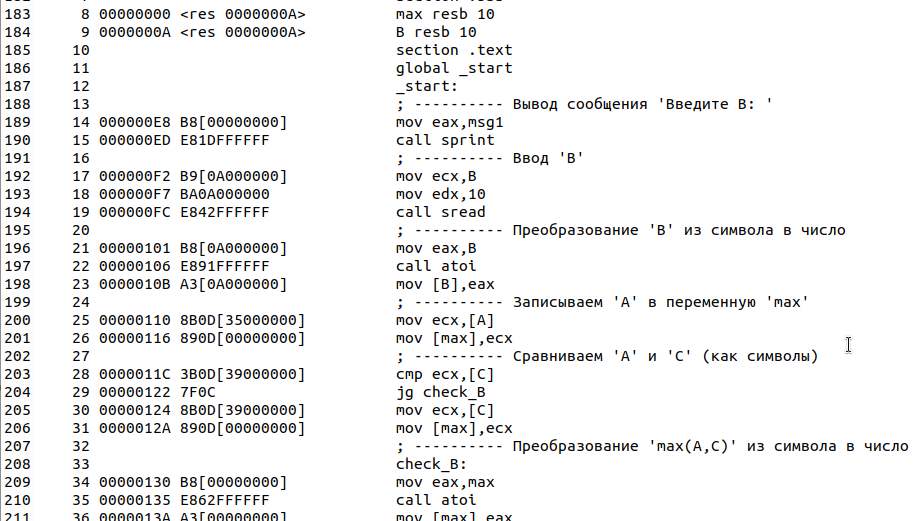 183 8 00000000 <res 0000000A> max resb 10
184 9 0000000A <res 0000000A> B resb 10
185 10 section .text
186 11 global _start
187 12 _start:
188 13 ; ---------- Вывод сообщения 'Введите B: '
189 14 000000E8 B8[00000000] mov eax,msg1
190 15 000000ED E81DFFFFFF call sprint
191 16 ; ---------- Ввод 'B'
192 17 000000F2 B9[0A000000] mov ecx,B
193 18 000000F7 BA0A000000 mov edx,10
194 19 000000FC E842FFFFFF call sread
195 20 ; ---------- Преобразование 'B' из символа в число
196 21 00000101 B8[0A000000] mov eax,B
197 22 00000106 E891FFFFFF call atoi
198 23 0000010B A3[0A000000] mov [B],eax
199 24 ; ---------- Записываем 'A' в переменную 'max'
200 25 00000110 8B0D[35000000] mov ecx,[A]
201 26 00000116 890D[00000000] mov [max],ecx
202 27 ; ---------- Сравниваем 'A' и 'С' (как символы)
203 28 0000011C 3B0D[39000000] cmp ecx,[C]
204 29 00000122 7F0C jg check_B
205 30 00000124 8B0D[39000000] mov ecx,[C]
206 31 0000012A 890D[00000000] mov [max],ecx
207 32 ; ---------- Преобразование 'max(A,C)' из символа в число
208 33 check_B:
209 34 00000130 B8[00000000] mov eax,max
210 35 00000135 E862FFFFFF call atoi
211 36 0000013A A3[00000000] mov [max],eax